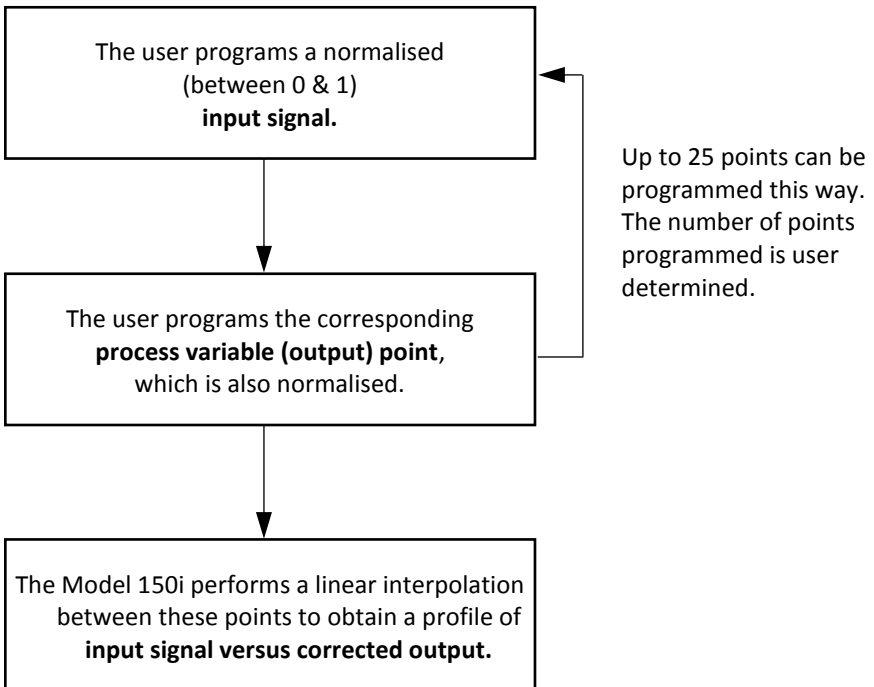 The user programs a normalised
(between 0 & 1)
input signal.
Up to 25 points can be
programmed this way.
The number of points
programmed is user
determined.
The user programs the corresponding
process variable (output) point,
which is also normalised.
The Model 150i performs a linear interpolation
between these points to obtain a profile of
input signal versus corrected output.